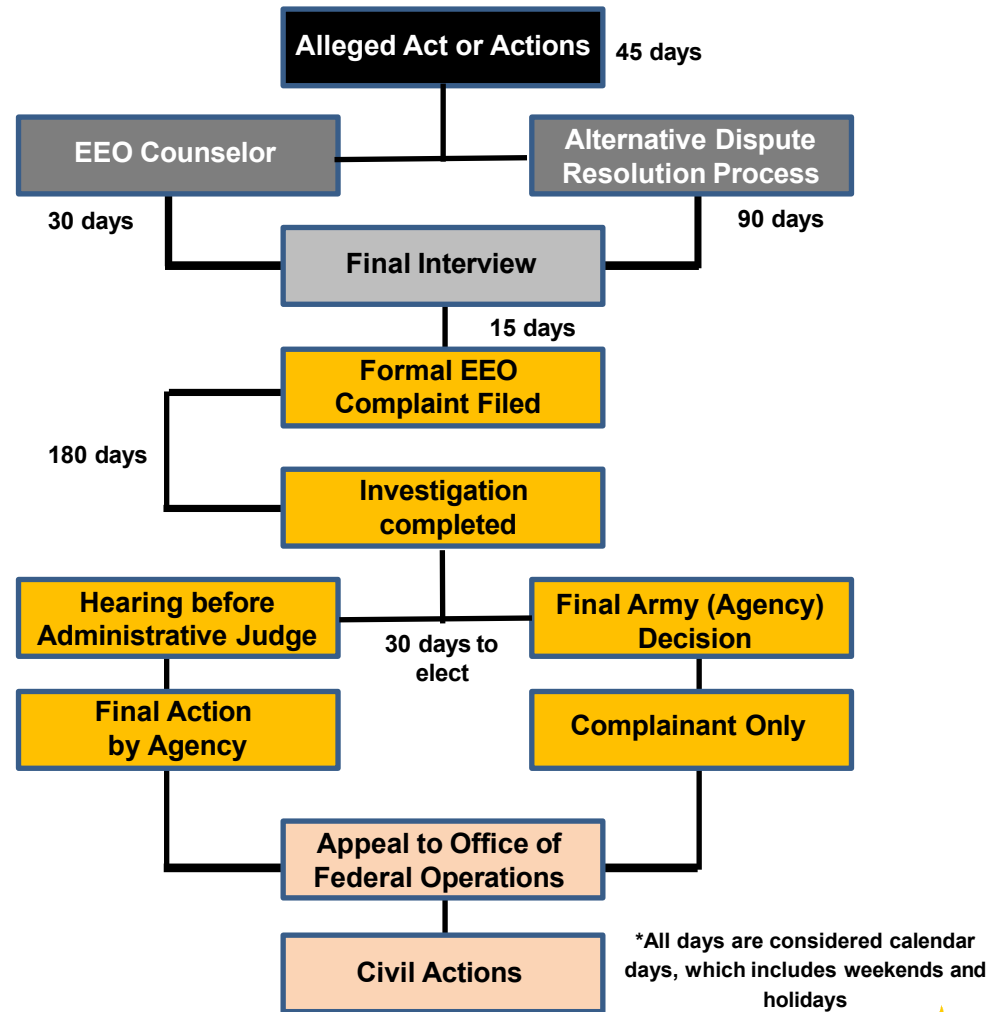 Alleged Act or Actions
45 days
EEO Counselor
Alternative Dispute
Resolution Process
30 days
90 days
Final Interview
15 days
Formal EEO
Complaint Filed
180 days
Investigation
completed
Hearing before
Administrative Judge
30 days to
elect
Final Army (Agency)
Decision
Final Action
by Agency
Complainant Only
Appeal to Office of
Federal Operations
Civil Actions
*All days are considered calendar
days, which includes weekends and
holidays